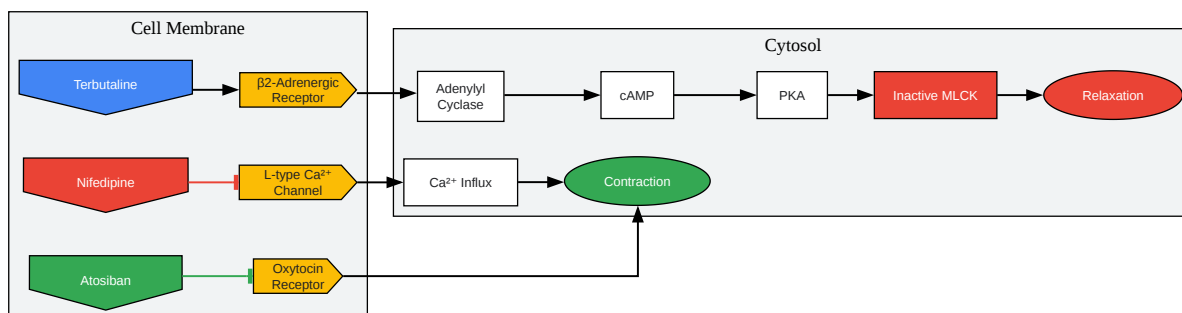 Cell Membrane
Cytosol
Terbutaline
β2-Adrenergic
Receptor
Adenylyl
Cyclase
cAMP
PKA
Inactive MLCK
Relaxation
Nifedipine
L-type Ca²⁺
Channel
Ca²⁺ Influx
Contraction
Atosiban
Oxytocin
Receptor